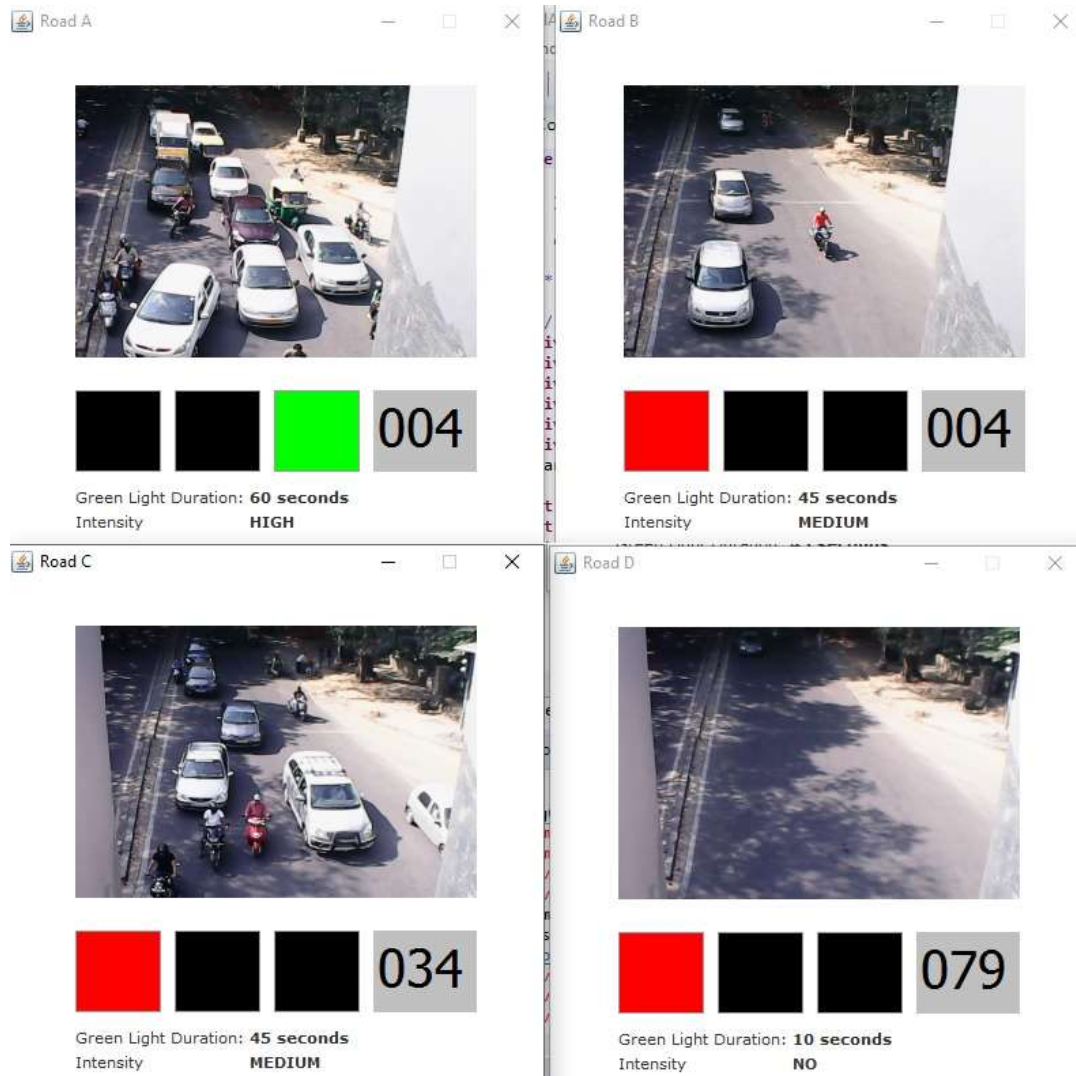 Road A
Road B
004
004
Green Light Duration: 60 seconds
Intensity HIGH
Green Light Duration: 45 seconds
Intensity MEDIUM
Road C
Road D
034
079
Green Light Duration: 45 seconds
Intensity MEDIUM
Green Light Duration: 10 seconds
Intensity NO